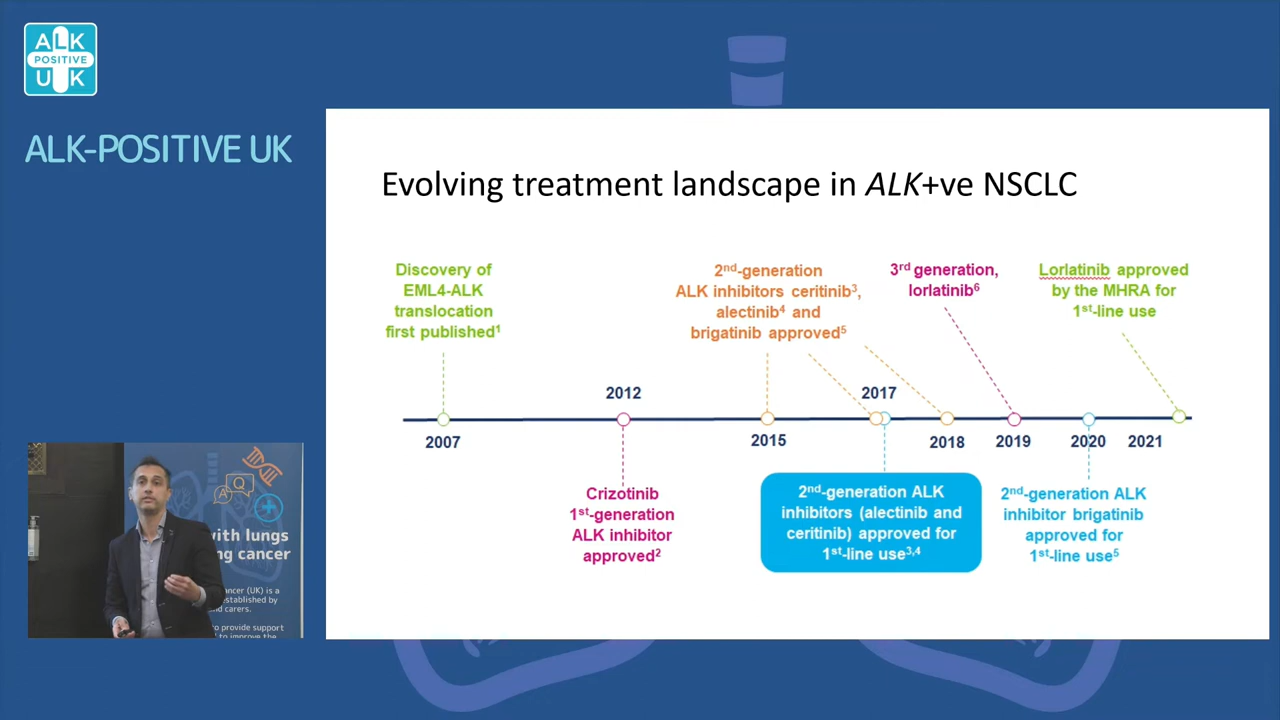 ALK
POSITIVE
UK
ALK-POSITIVE UK
Evolving treatment landscape in ALK+ve NSCLC
Discovery of
EML4-ALK
translocation
first published¹
2nd-generation
ALK inhibitors ceritinib³,
alectinib⁴ and
brigatinib approved⁵
3rd generation,
lorlatinib⁶
Lorlatinib approved
by the MHRA for
1st-line use
2012
2017
2007
2015
2018
2019
2020
2021
Crizotinib
1st-generation
ALK inhibitor
approved²
2nd-generation ALK
inhibitors (alectinib and
ceritinib) approved for
1st-line use³,⁴
2nd-generation ALK
inhibitor brigatinib
approved for
1st-line use⁵
A
Q
with lungs
cancer
(UK) is a
established by
carers.
to provide support
to improve the